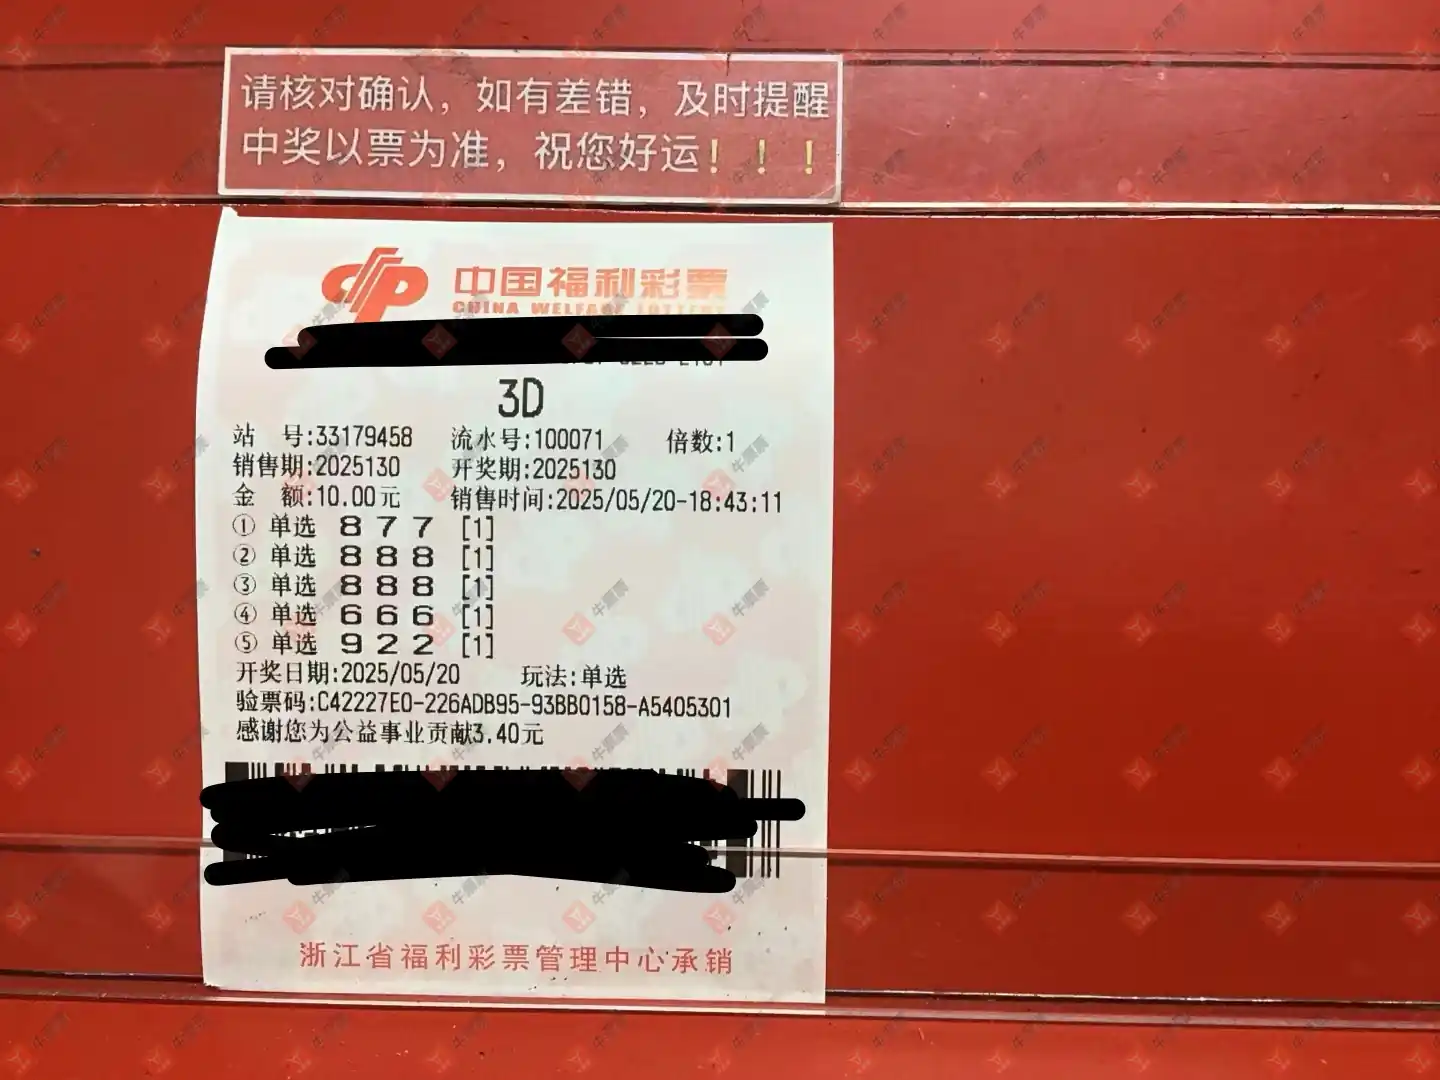 请核对确认，如有差错，及时提醒
中奖以票为准，祝您好运！！！
中国福利彩票
CHINA WELFARE LOTTERY
3D
站 号:33179458 流水号:100071 倍数:1
销售期:2025130 开奖期:2025130
金 额:10.00元 销售时间:2025/05/20-18:43:11
① 单选 8 7 7 [1]
② 单选 8 8 8 [1]
③ 单选 8 8 8 [1]
④ 单选 6 6 6 [1]
⑤ 单选 9 2 2 [1]
开奖日期:2025/05/20 玩法:单选
验票码:C42227E0-226ADB95-93BB0158-A5405301
感谢您为公益事业贡献3.40元
浙江省福利彩票管理中心承销